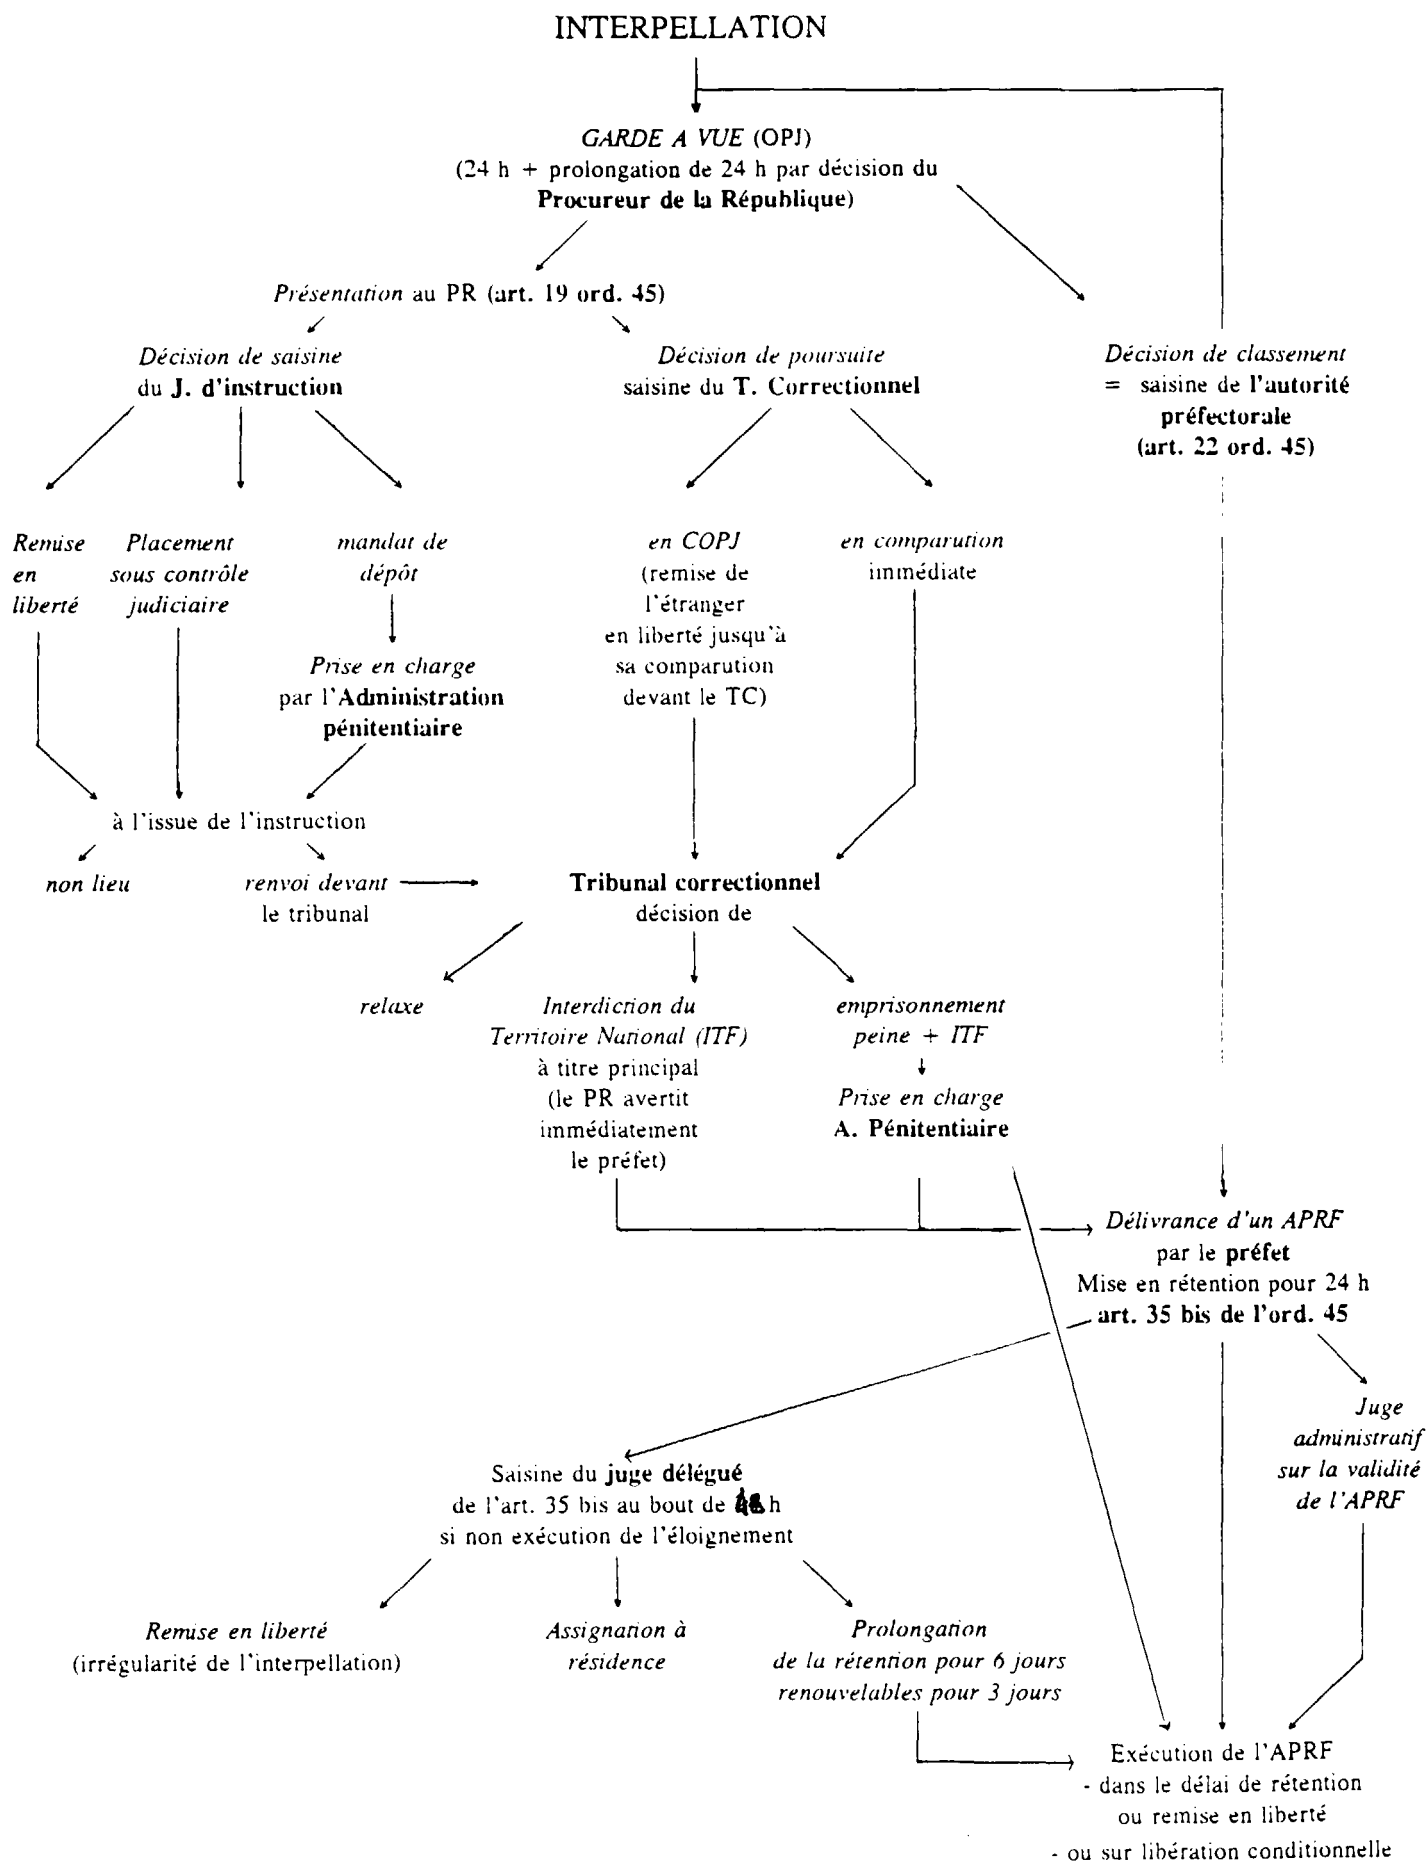 INTERPELLATION
GARDE A VUE (OPJ)
(24 h + prolongation de 24 h par décision du
Procureur de la République)
Présentation au PR (art. 19 ord. 45)
Décision de saisine
du J. d'instruction
Décision de poursuite
saisine du T. Correctionnel
Décision de classement
= saisine de l'autorité
préfectorale
(art. 22 ord. 45)
Remise
en
liberté
Placement
sous contrôle
judiciaire
mandat de
dépôt
Prise en charge
par l'Administration
pénitentiaire
en COPJ
(remise de
l'étranger
en liberté jusqu'à
sa comparution
devant le TC)
en comparution
immédiate
à l'issue de l'instruction
non lieu
renvoi devant
le tribunal
Tribunal correctionnel
décision de
relaxe
Interdiction du
Territoire National (ITF)
à titre principal
(le PR avertit
immédiatement
le préfet)
emprisonnement
peine + ITF
Prise en charge
A. Pénitentiaire
Délivrance d'un APRF
par le préfet
Mise en rétention pour 24 h
art. 35 bis de l'ord. 45
Juge
administratif
sur la validité
de l'APRF
Saisine du juge délégué
de l'art. 35 bis au bout de h
si non exécution de l'éloignement
Remise en liberté
(irrégularité de l'interpellation)
Assignation à
résidence
Prolongation
de la rétention pour 6 jours
renouvelables pour 3 jours
Exécution de l'APRF
- dans le délai de rétention
ou remise en liberté
- ou sur libération conditionnelle